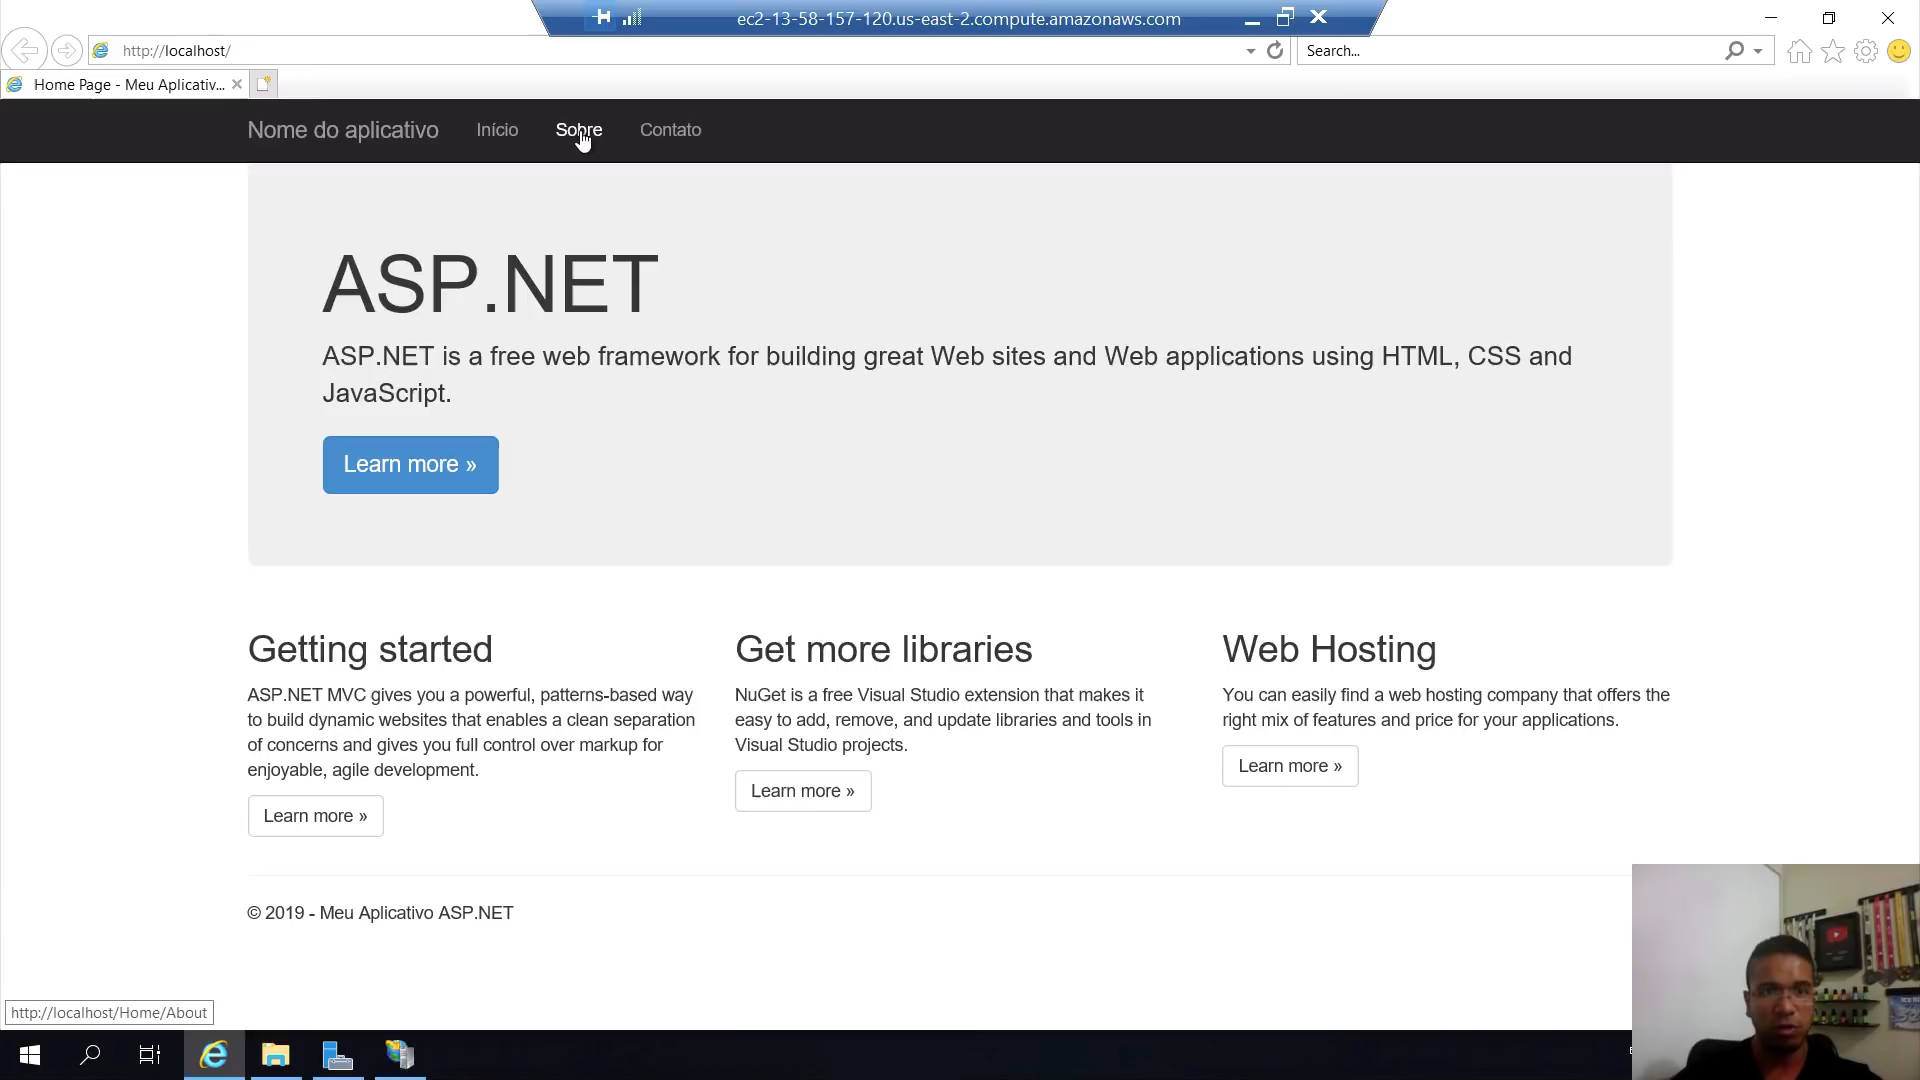 ec2-13-58-157-120.us-east-2.compute.amazonaws.com
http://localhost/
Search...
Home Page - Meu Aplicativ...
Nome do aplicativo
Início
Sobre
Contato
ASP.NET
ASP.NET is a free web framework for building great Web sites and Web applications using HTML, CSS and
JavaScript.
Learn more »
Getting started
ASP.NET MVC gives you a powerful, patterns-based way
to build dynamic websites that enables a clean separation
of concerns and gives you full control over markup for
enjoyable, agile development.
Learn more »
Get more libraries
NuGet is a free Visual Studio extension that makes it
easy to add, remove, and update libraries and tools in
Visual Studio projects.
Learn more »
Web Hosting
You can easily find a web hosting company that offers the
right mix of features and price for your applications.
Learn more »
© 2019 - Meu Aplicativo ASP.NET
http://localhost/Home/About